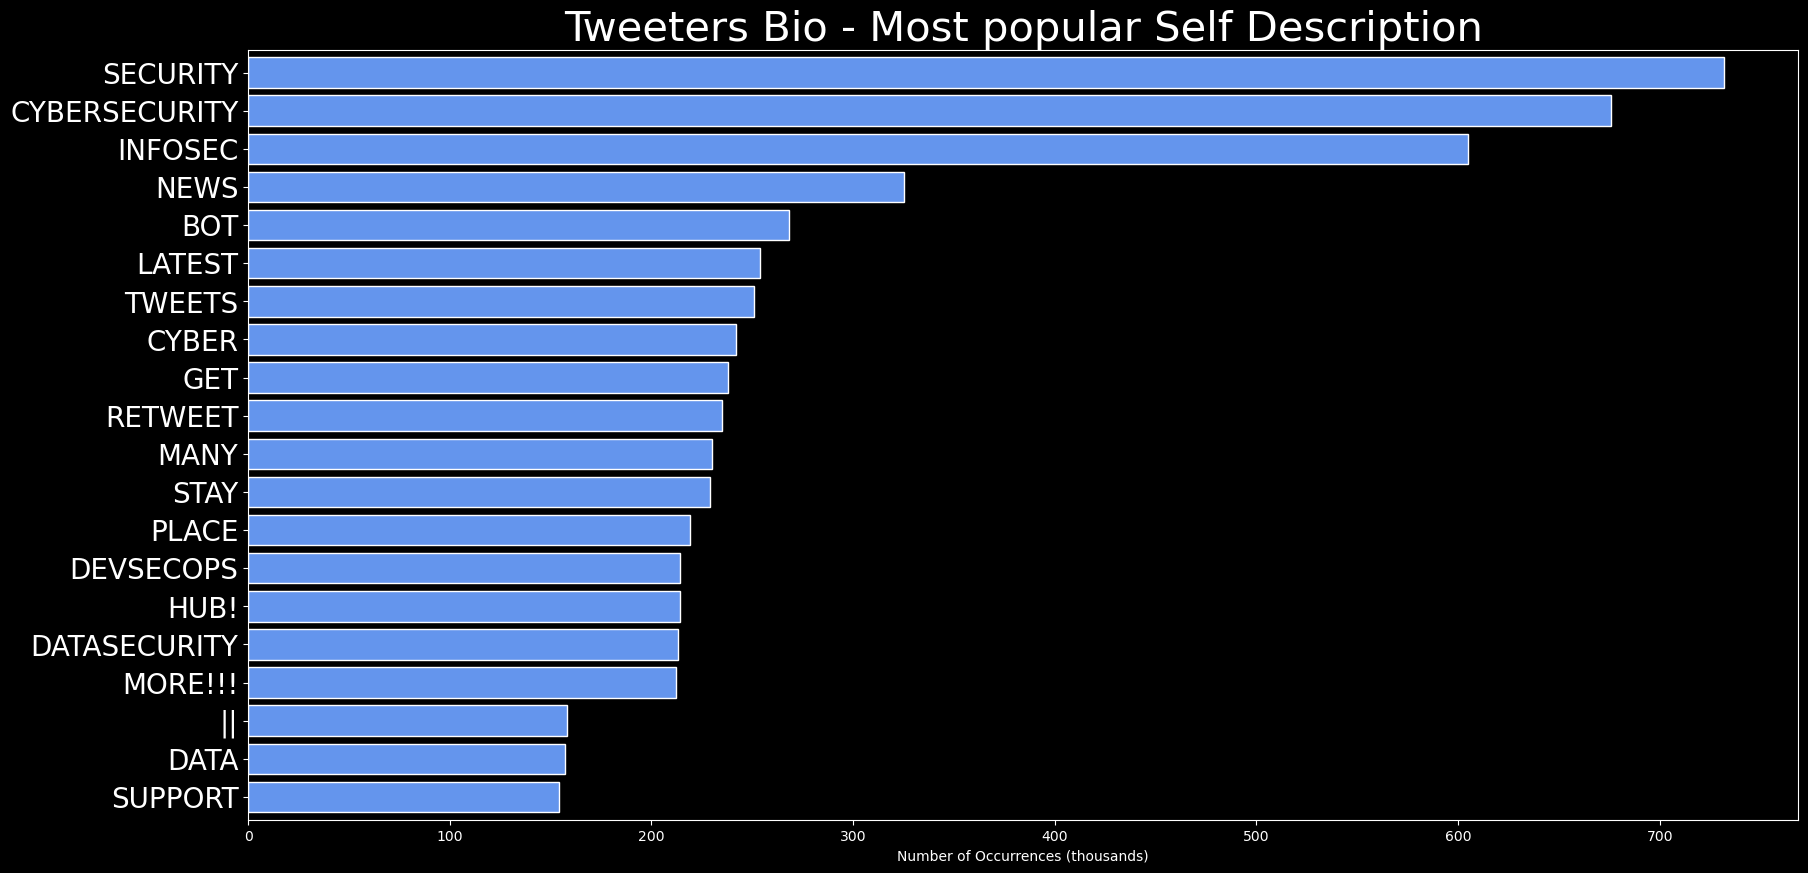 Tweeters Bio - Most popular Self Description
SECURITY
CYBERSECURITY
INFOSEC
NEWS
BOT
LATEST
TWEETS
CYBER
GET
RETWEET
MANY
STAY
PLACE
DEVSECOPS
HUB!
DATASECURITY
MORE!!!
||
DATA
SUPPORT
0 100 200 300 400 500 600 700
Number of Occurrences (thousands)